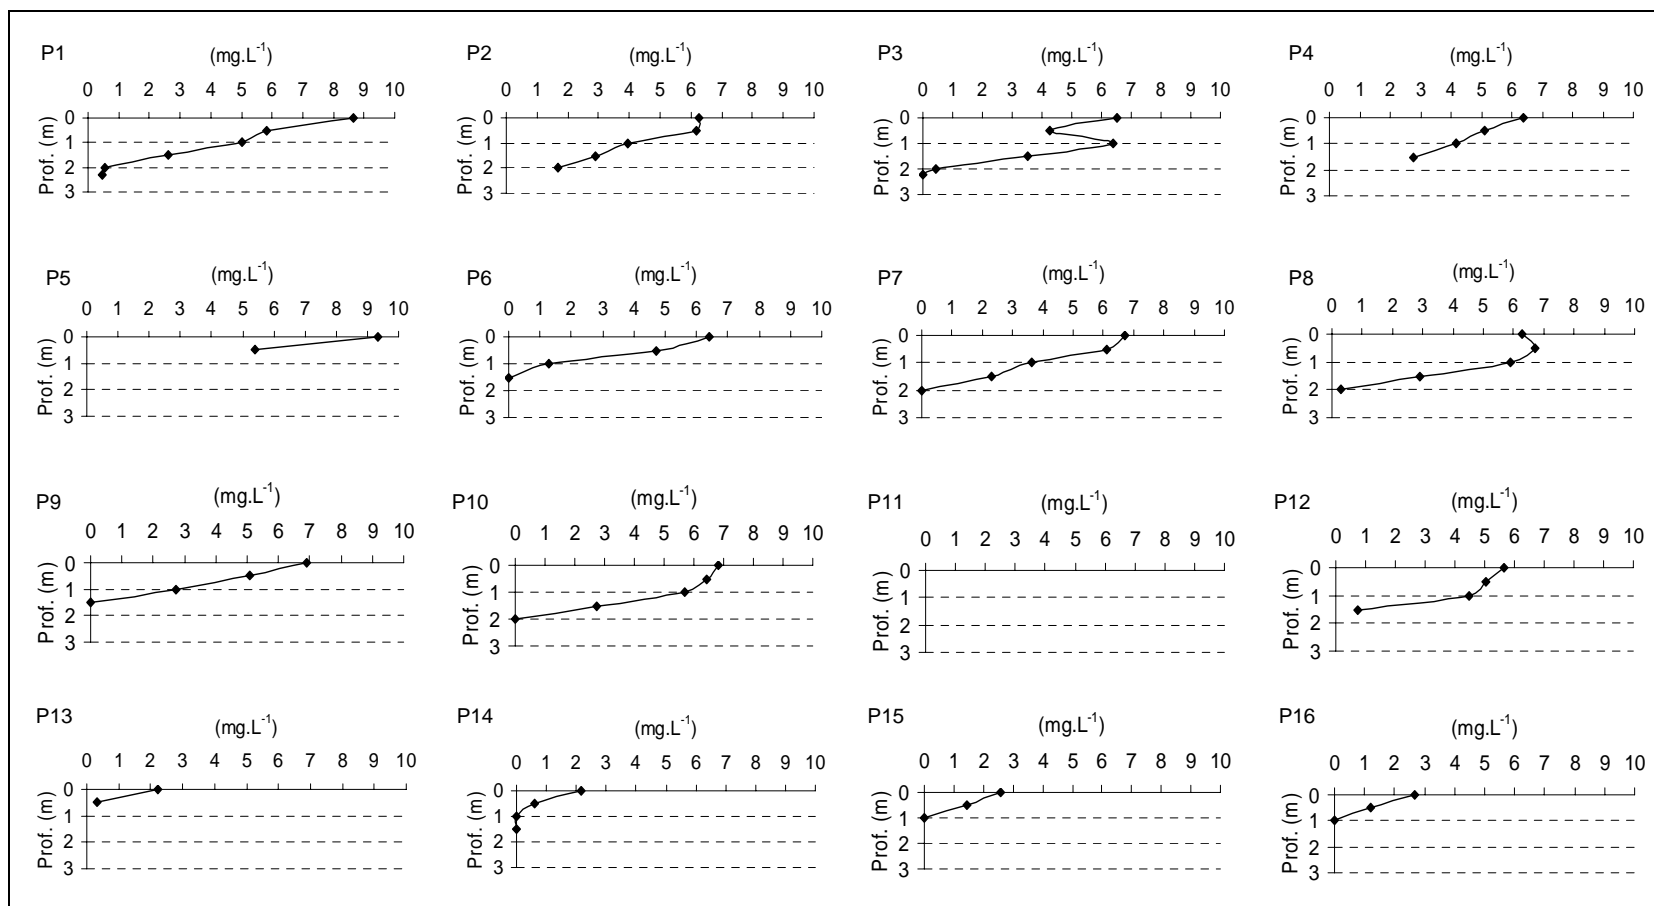 P1 (mg.L⁻¹) P2 (mg.L⁻¹) P3 (mg.L⁻¹) P4 (mg.L⁻¹)
0 1 2 3 4 5 6 7 8 9 10 0 1 2 3 4 5 6 7 8 9 10 0 1 2 3 4 5 6 7 8 9 10 0 1 2 3 4 5 6 7 8 9 10
Prof. (m) Prof. (m) Prof. (m) Prof. (m)
0 0 0 0
1 1 1 1
2 2 2 2
3 3 3 3
P5 (mg.L⁻¹) P6 (mg.L⁻¹) P7 (mg.L⁻¹) P8 (mg.L⁻¹)
0 1 2 3 4 5 6 7 8 9 10 0 1 2 3 4 5 6 7 8 9 10 0 1 2 3 4 5 6 7 8 9 10 0 1 2 3 4 5 6 7 8 9 10
Prof. (m) Prof. (m) Prof. (m) Prof. (m)
0 0 0 0
1 1 1 1
2 2 2 2
3 3 3 3
P9 (mg.L⁻¹) P10 (mg.L⁻¹) P11 (mg.L⁻¹) P12 (mg.L⁻¹)
0 1 2 3 4 5 6 7 8 9 10 0 1 2 3 4 5 6 7 8 9 10 0 1 2 3 4 5 6 7 8 9 10 0 1 2 3 4 5 6 7 8 9 10
Prof. (m) Prof. (m) Prof. (m) Prof. (m)
0 0 0 0
1 1 1 1
2 2 2 2
3 3 3 3
P13 (mg.L⁻¹) P14 (mg.L⁻¹) P15 (mg.L⁻¹) P16 (mg.L⁻¹)
0 1 2 3 4 5 6 7 8 9 10 0 1 2 3 4 5 6 7 8 9 10 0 1 2 3 4 5 6 7 8 9 10 0 1 2 3 4 5 6 7 8 9 10
Prof. (m) Prof. (m) Prof. (m) Prof. (m)
0 0 0 0
1 1 1 1
2 2 2 2
3 3 3 3